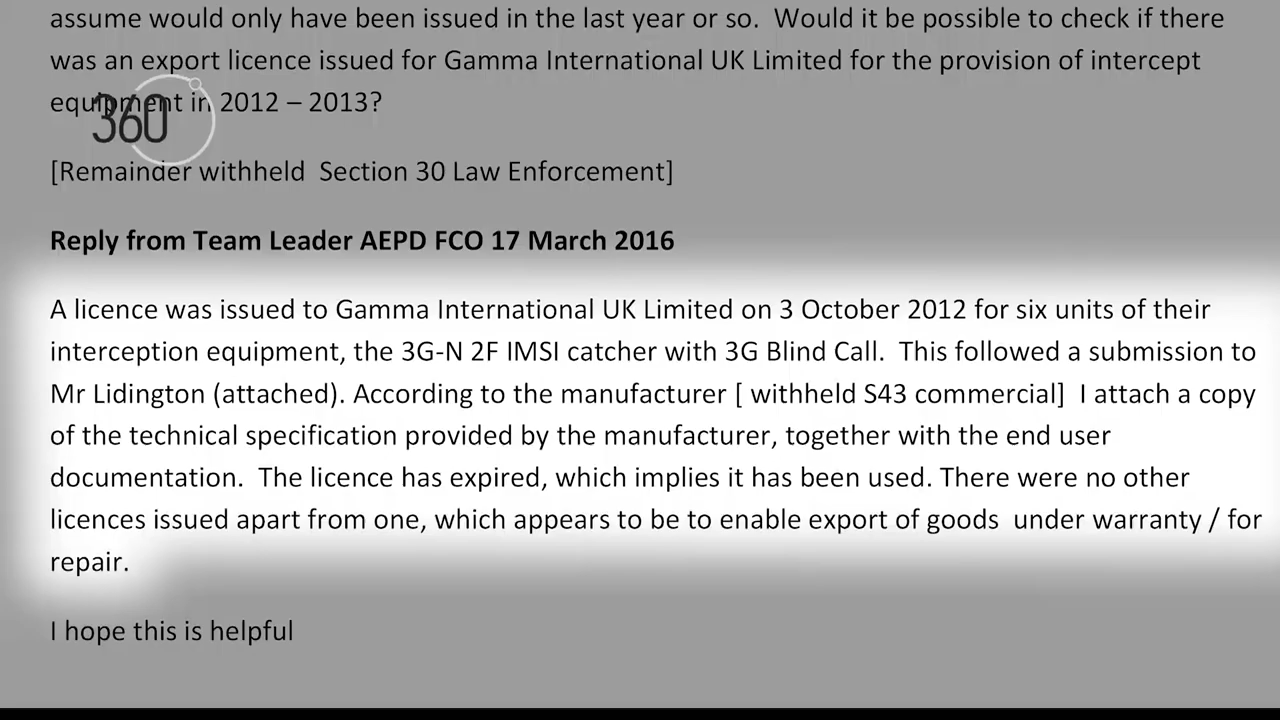 assume would only have been issued in the last year or so.  Would it be possible to check if there
was an export licence issued for Gamma International UK Limited for the provision of intercept
equipment in 2012 – 2013?
360
[Remainder withheld  Section 30 Law Enforcement]
Reply from Team Leader AEPD FCO 17 March 2016
A licence was issued to Gamma International UK Limited on 3 October 2012 for six units of their
interception equipment, the 3G-N 2F IMSI catcher with 3G Blind Call.  This followed a submission to
Mr Lidington (attached). According to the manufacturer [ withheld S43 commercial]  I attach a copy
of the technical specification provided by the manufacturer, together with the end user
documentation.  The licence has expired, which implies it has been used. There were no other
licences issued apart from one, which appears to be to enable export of goods  under warranty / for
repair.
I hope this is helpful